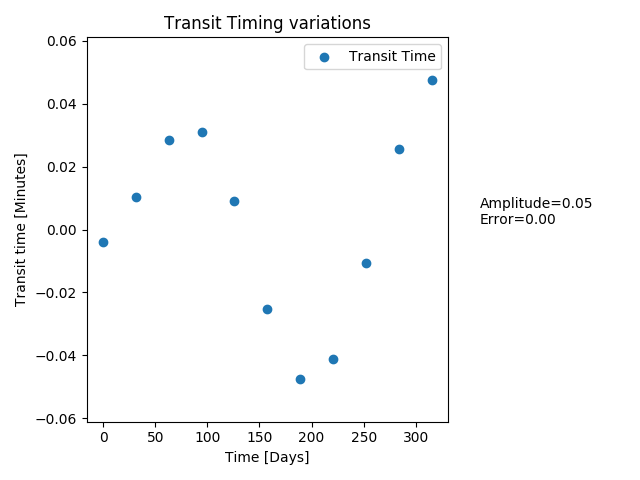 Transit Timing variations
Transit Time
Transit time [Minutes]
0.06
0.04
0.02
0.00
−0.02
−0.04
−0.06
0 50 100 150 200 250 300
Time [Days]
Amplitude=0.05
Error=0.00